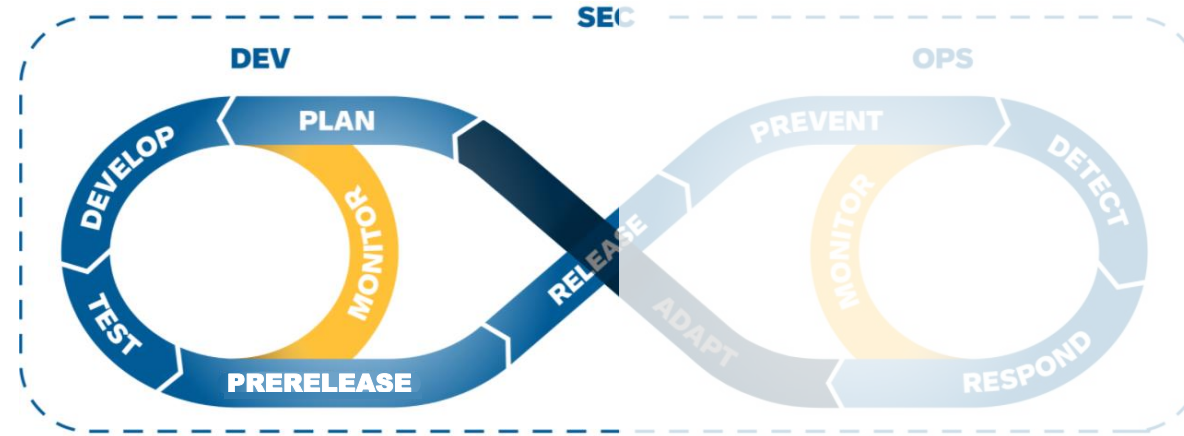 SEC
DEV
OPS
PLAN
PREVENT
DEVELOP
DETECT
MONITOR
MONITOR
RELEASE
TEST
ADAPT
PRERELEASE
RESPOND